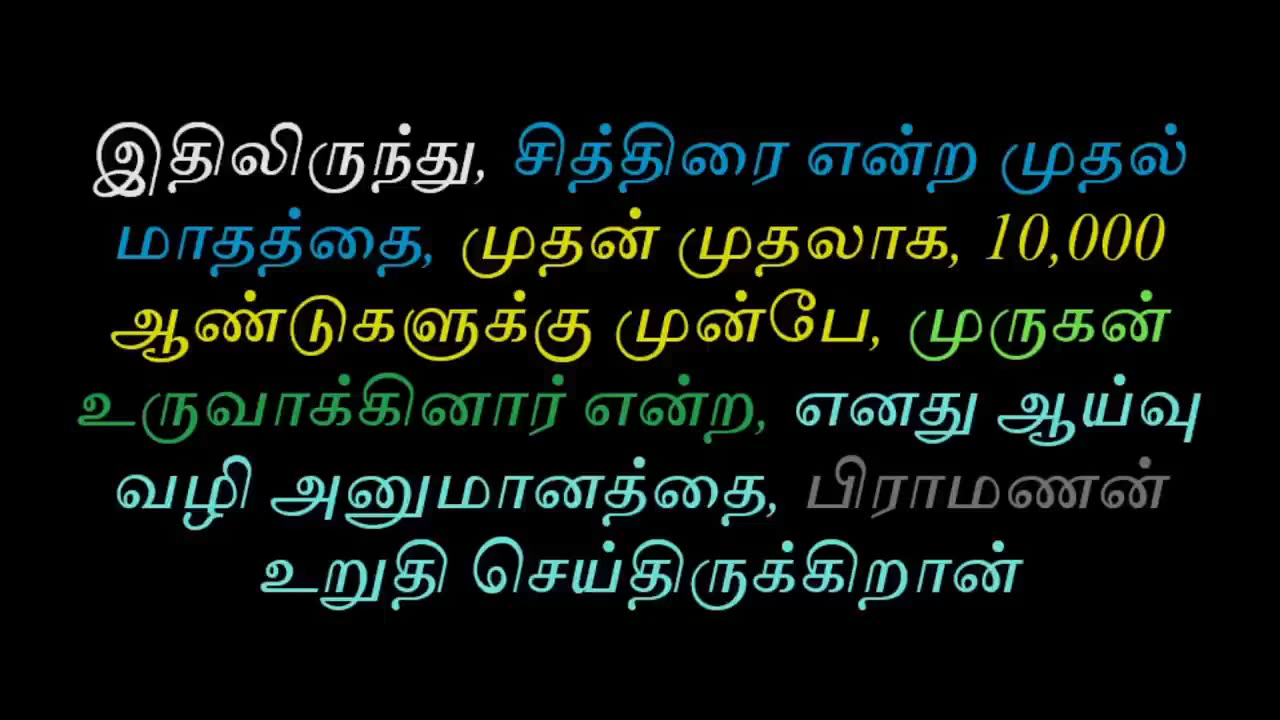 இதிலிருந்து, சித்திரை என்ற முதல்
மாதத்தை, முதன் முதலாக, 10,000
ஆண்டுகளுக்கு முன்பே, முருகன்
உருவாக்கினார் என்ற, எனது ஆய்வு
வழி அனுமானத்தை, பிராமணன்
உறுதி செய்திருக்கிறான்